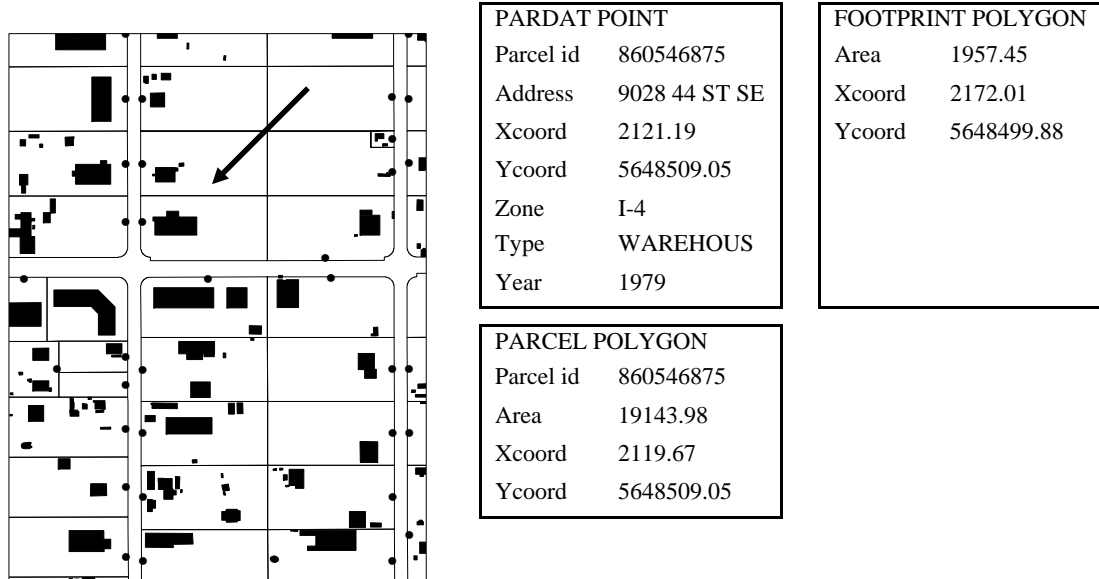 PARDAT POINT
Parcel id 860546875
Address 9028 44 ST SE
Xcoord 2121.19
Ycoord 5648509.05
Zone I-4
Type WAREHOUS
Year 1979
FOOTPRINT POLYGON
Area 1957.45
Xcoord 2172.01
Ycoord 5648499.88
PARCEL POLYGON
Parcel id 860546875
Area 19143.98
Xcoord 2119.67
Ycoord 5648509.05